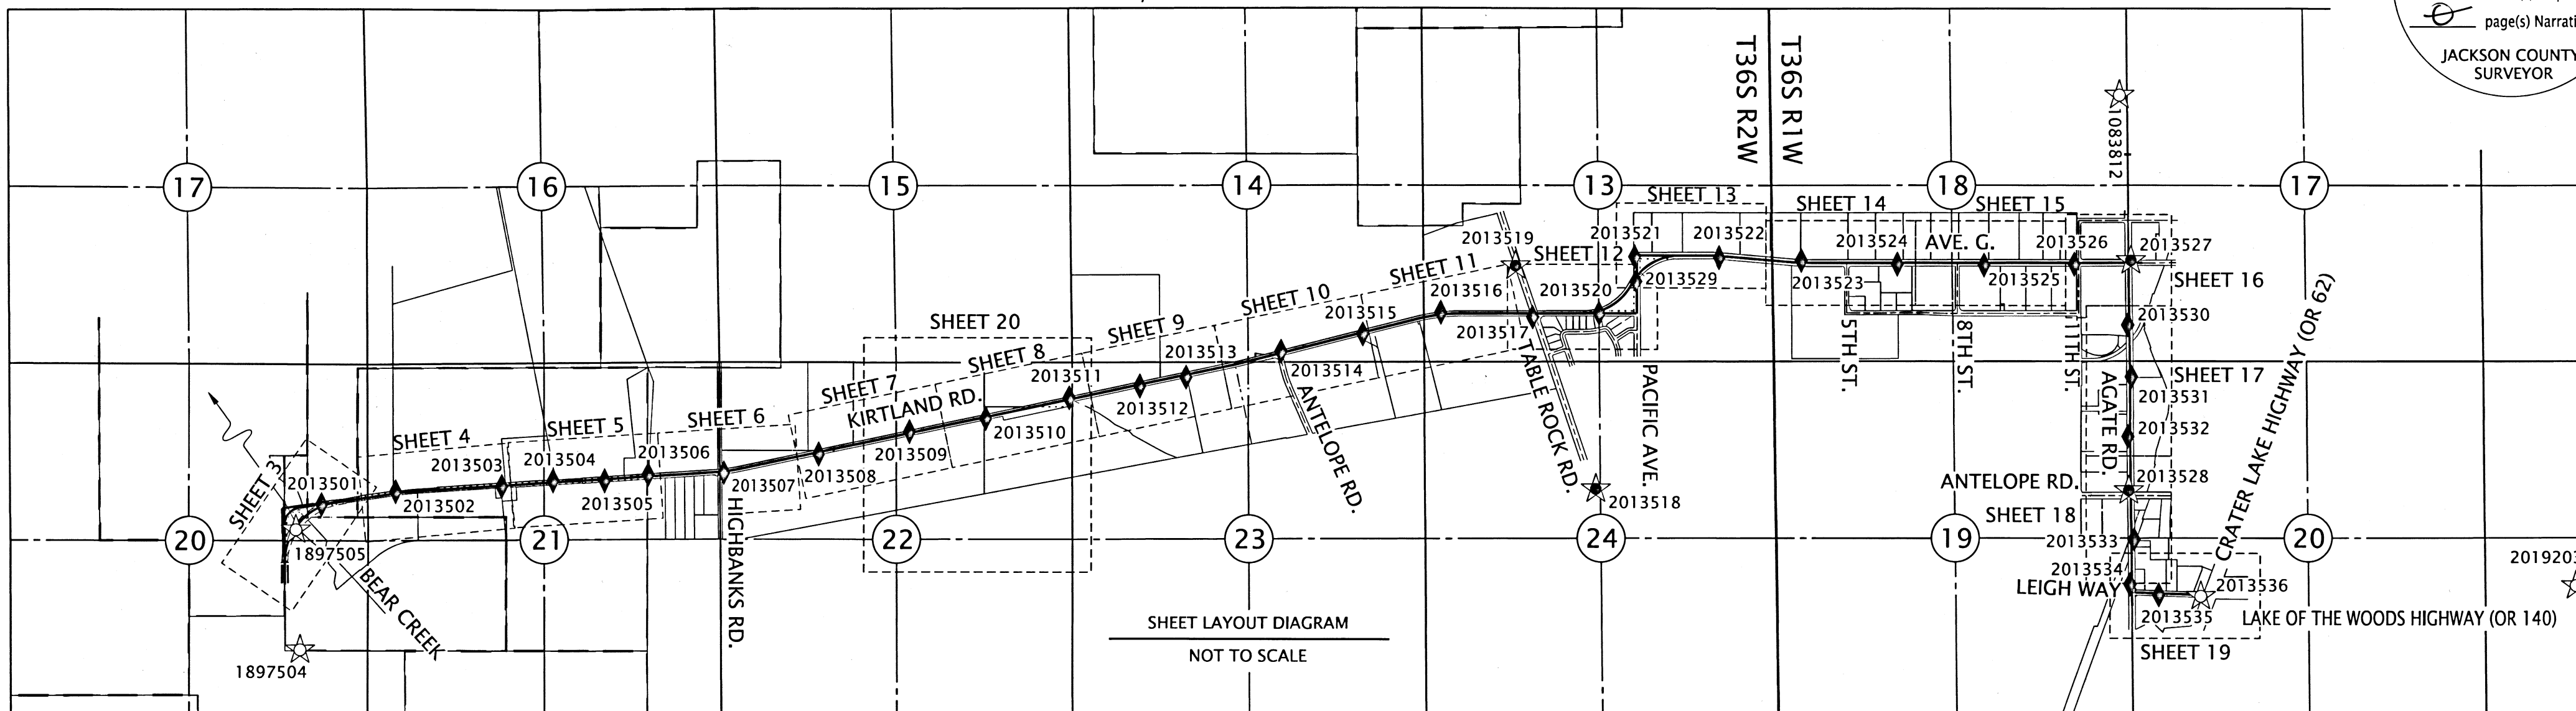 page(s) Narrati
JACKSON COUNTY
SURVEYOR
T36S R2W
T36S R1W
1083812
17
16
15
14
13
18
17
SHEET 13
SHEET 14
SHEET 15
2013519
SHEET 12
2013521
2013522
2013524
AVE. G.
2013526
2013527
SHEET 11
2013516
2013520
2013529
2013523
2013525
SHEET 16
SHEET 10
2013515
2013517
2013530
SHEET 20
SHEET 9
5TH ST.
8TH ST.
11TH ST.
SHEET 8
2013513
2013514
TABLE ROCK RD.
PACIFIC AVE.
SHEET 17
SHEET 7
2013511
2013512
ANTELOPE RD.
AGATE RD.
2013531
KIRTLAND RD.
SHEET 6
2013510
2013532
CRATER LAKE HIGHWAY (OR 62)
SHEET 5
SHEET 4
2013509
2013503
2013504
2013506
2013508
SHEET 3
2013501
2013502
2013505
2013507
2013518
ANTELOPE RD.
2013528
SHEET 18
HIGHBANKS RD.
20
21
22
23
24
19
20
1897505
BEAR CREEK
2013533
2013534
2019203
LEIGH WAY
2013536
2013535
LAKE OF THE WOODS HIGHWAY (OR 140)
SHEET 19
1897504
SHEET LAYOUT DIAGRAM
NOT TO SCALE